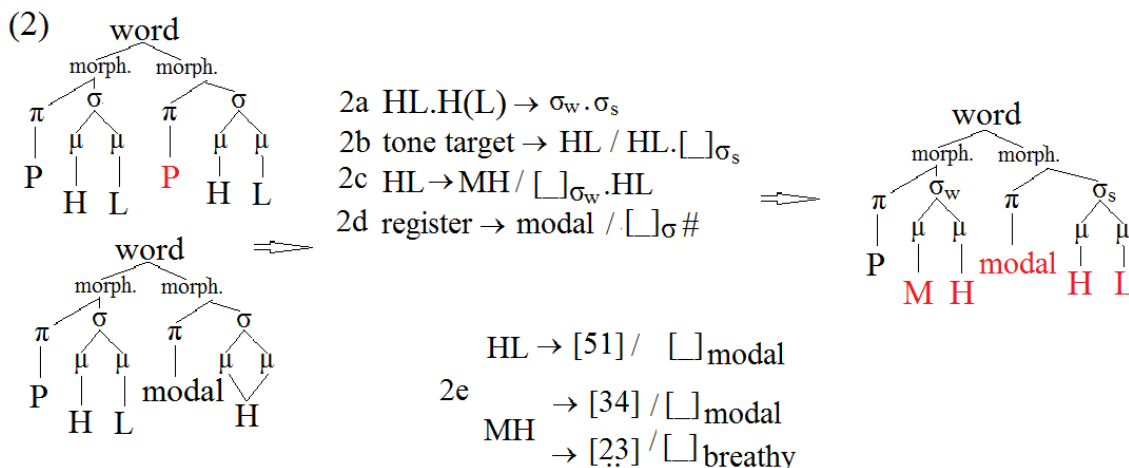 (2)
word
morph. morph.
π σ π σ
μ μ μ μ
P H L P H L
word
morph. morph.
π σ π σ
μ μ μ μ
P H L modal H
2a HL.H(L) → σw.σs
2b tone target → HL / HL.[_]σs
2c HL → MH / [_]σw.HL
2d register → modal / [_]σ #
2e
HL → [51] / [_]modal
MH → [34] / [_]modal
→ [2̤3̤] / [_]breathy
word
morph. morph.
π σw π σs
μ μ μ μ
P M H modal H L